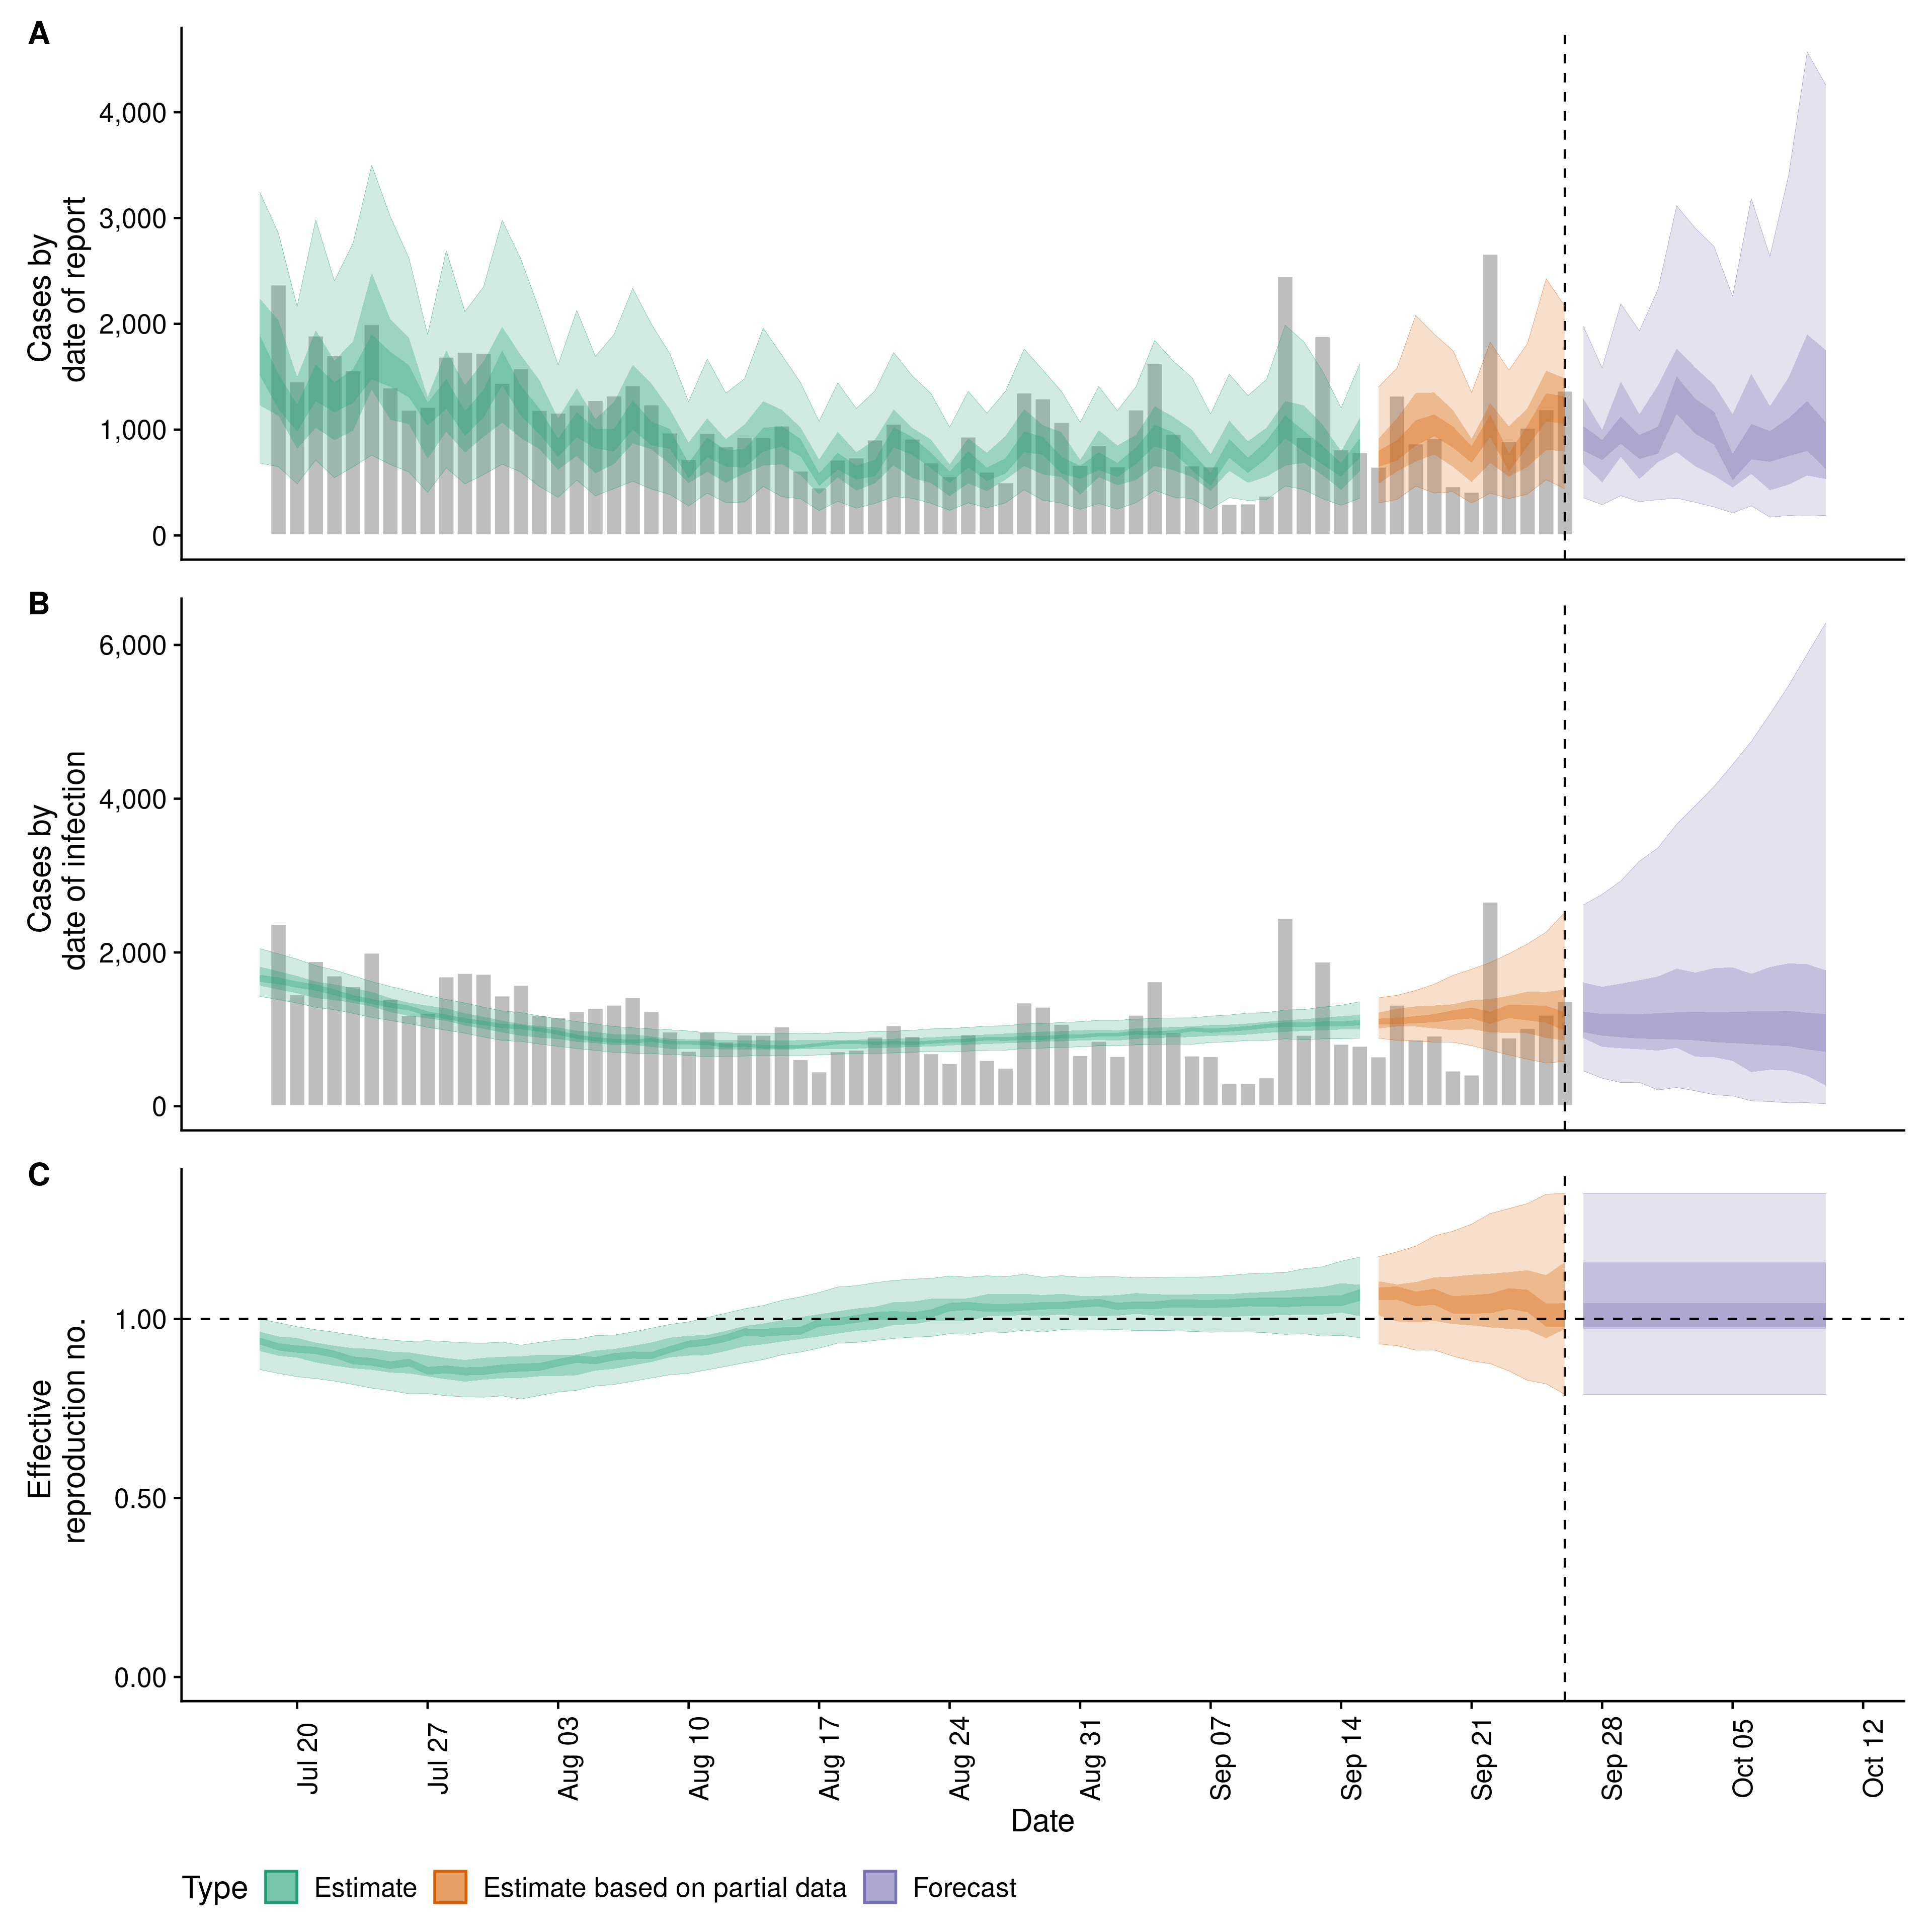 A
Cases by
date of report
4,000
3,000
2,000
1,000
0
B
Cases by
date of infection
6,000
4,000
2,000
0
C
Effective
reproduction no.
1.00
0.50
0.00
Jul 20
Jul 27
Aug 03
Aug 10
Aug 17
Aug 24
Aug 31
Sep 07
Sep 14
Sep 21
Sep 28
Oct 05
Oct 12
Date
Type Estimate Estimate based on partial data Forecast